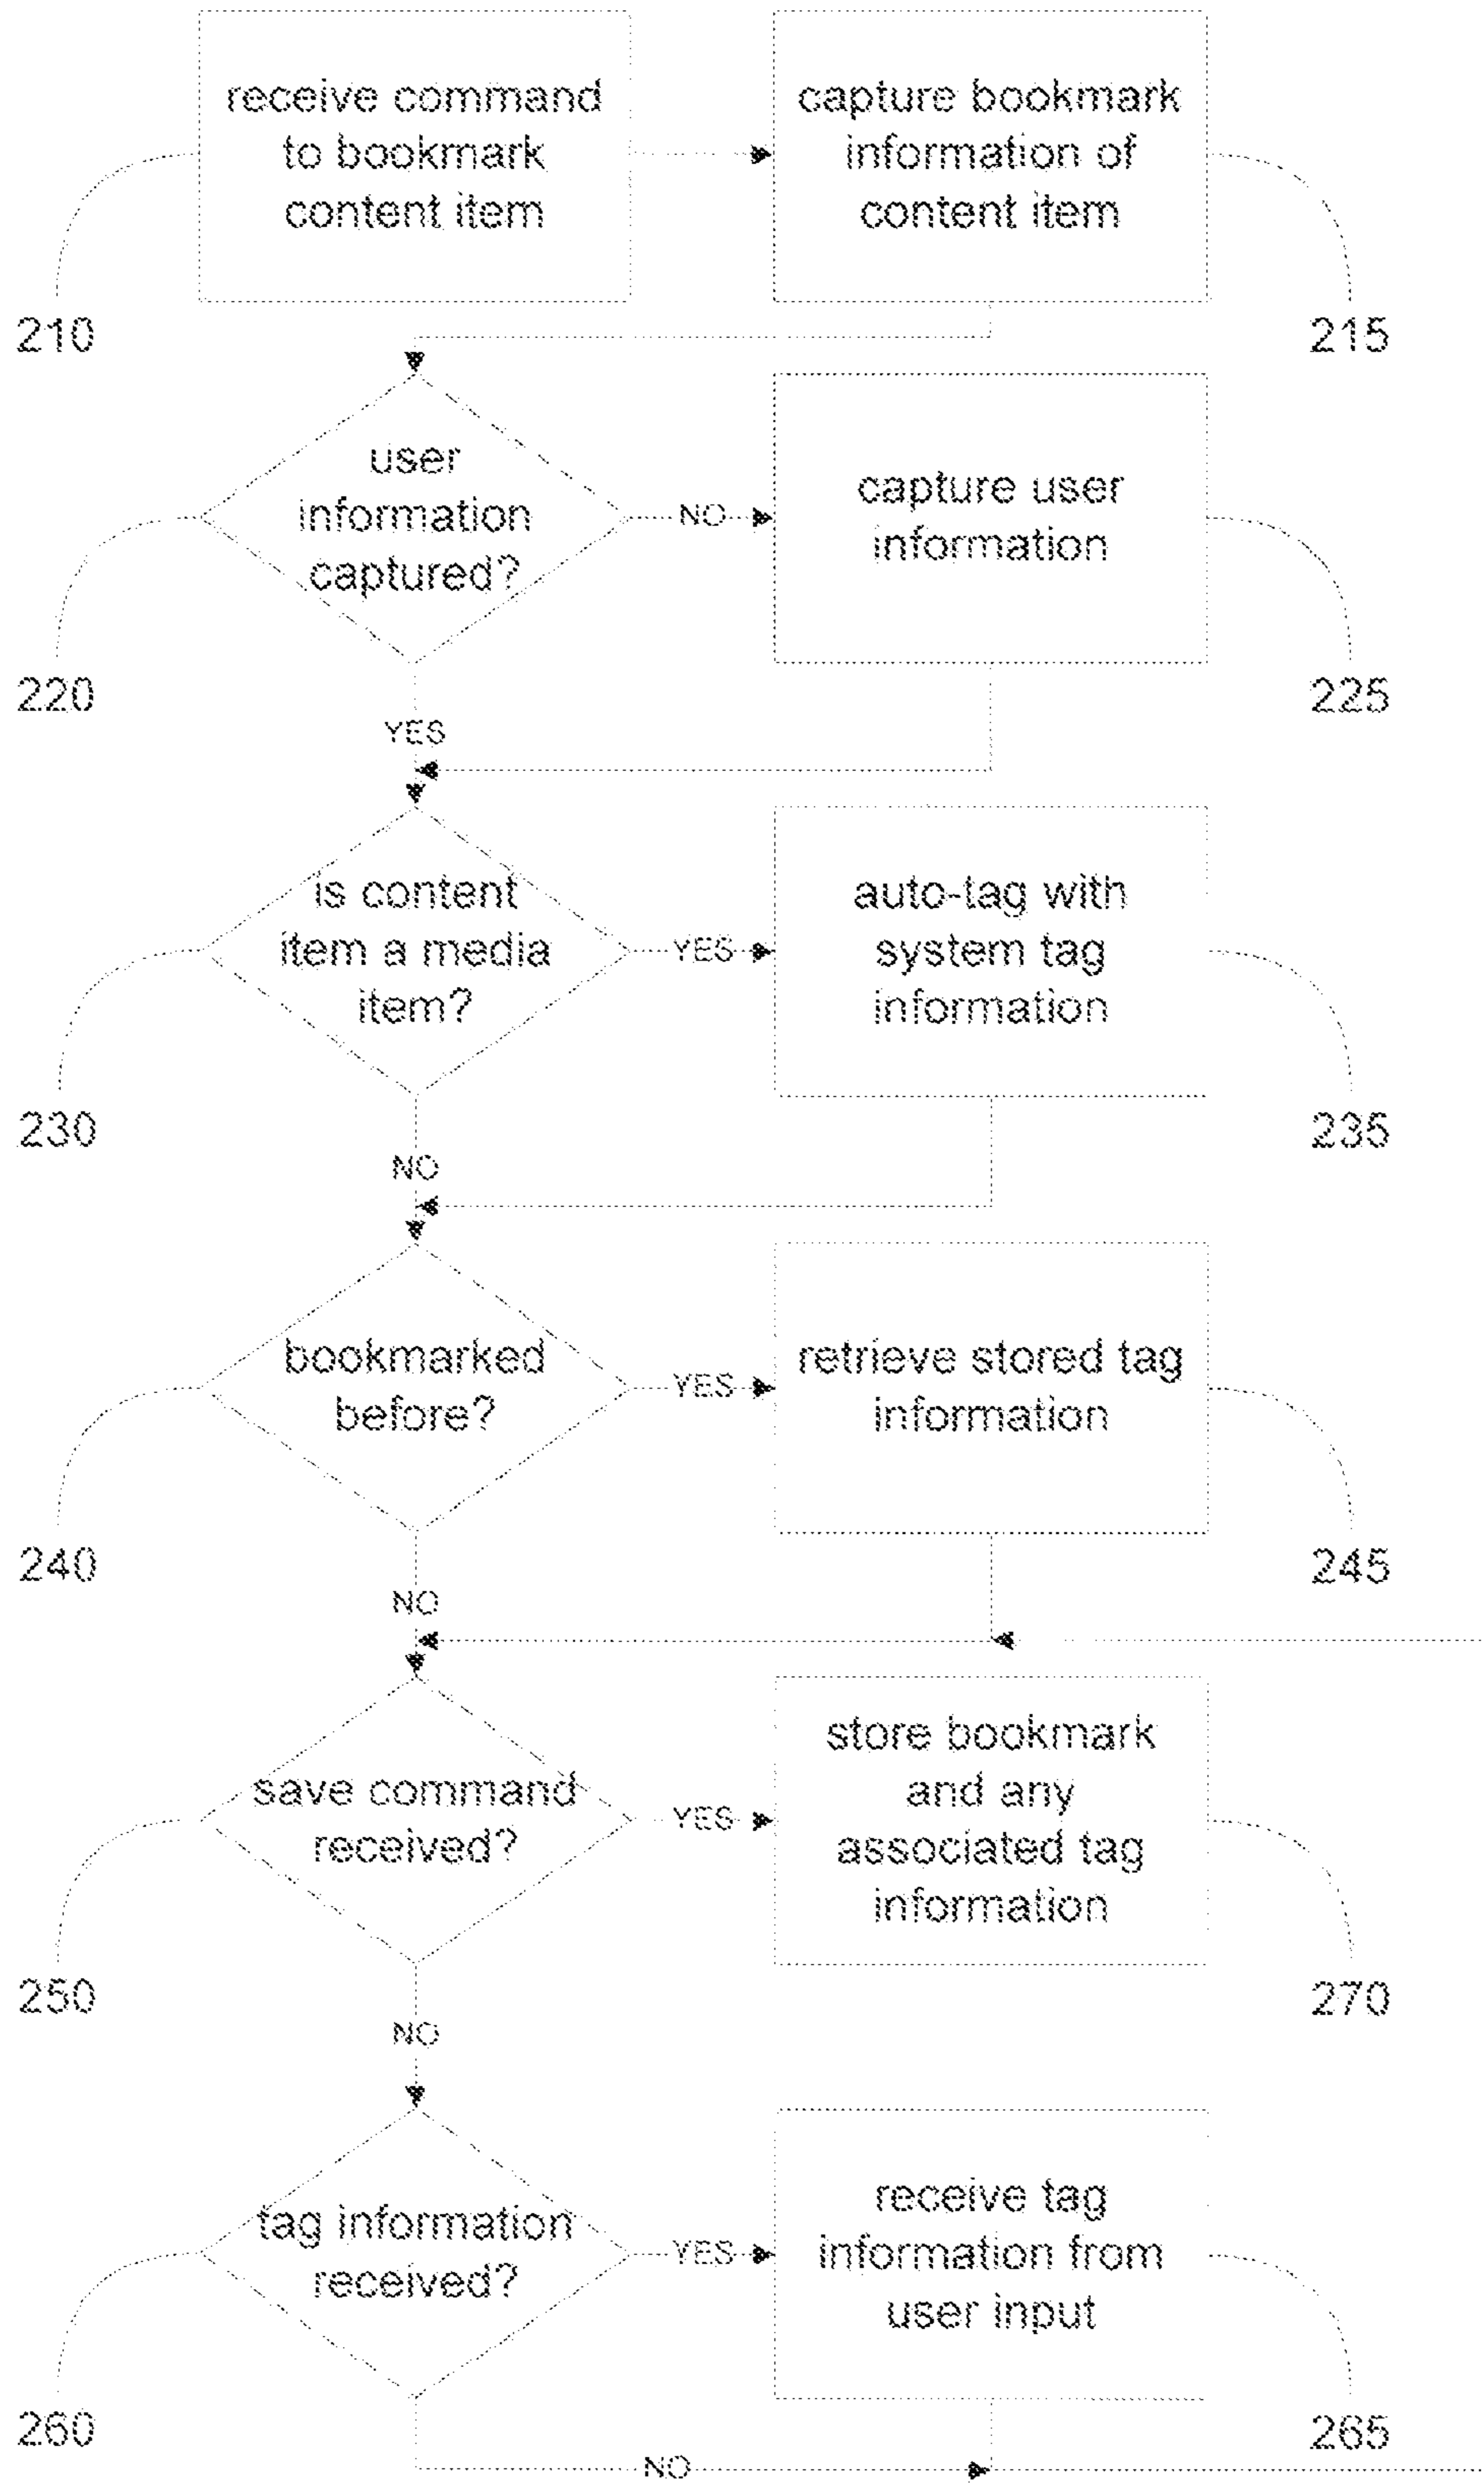 receive command
to bookmark
content item
capture bookmark
information of
content item
210
215
user
information
captured?
NO
capture user
information
220
225
YES
is content
item a media
item?
YES
auto-tag with
system tag
information
230
235
NO
bookmarked
before?
YES
retrieve stored tag
information
240
245
NO
save command
received?
YES
store bookmark
and any
associated tag
information
250
270
NO
tag information
received?
YES
receive tag
information from
user input
260
265
NO